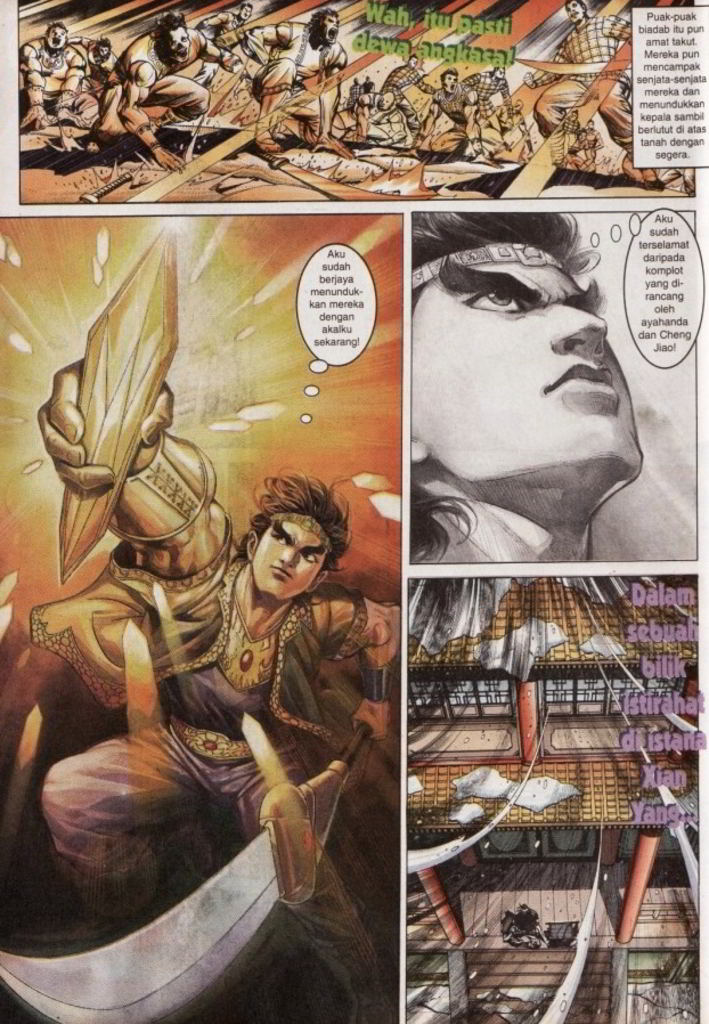 Wah, itu pasti
dewa angkasa!
Puak-puak
biadab itu pun
amat takut.
Mereka pun
mencampak
senjata-senjata
mereka dan
menundukkan
kepala sambil
berlutut di atas
tanah dengan
segera.
Aku
sudah
berjaya
menunduk-
kan mereka
dengan
akalku
sekarang!
Aku
sudah
terselamat
daripada
komplot
yang di-
rancang
oleh
ayahanda
dan Cheng
Jiao!
Dalam
sebuah
bilik
istirahat
di istana
Xian
Yang...